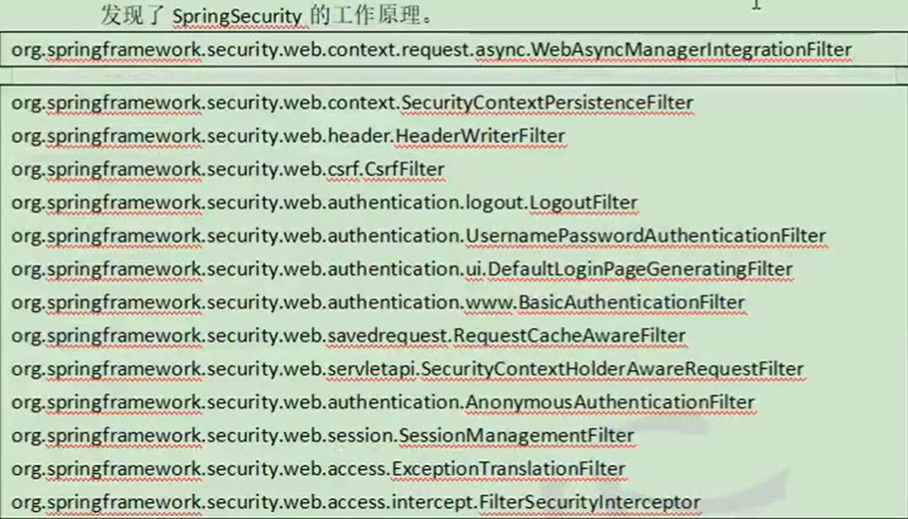 发现了 SpringSecurity 的工作原理。
org.springframework.security.web.context.request.async.WebAsyncManagerIntegrationFilter
org.springframework.security.web.context.SecurityContextPersistenceFilter
org.springframework.security.web.header.HeaderWriterFilter
org.springframework.security.web.csrf.CsrfFilter
org.springframework.security.web.authentication.logout.LogoutFilter
org.springframework.security.web.authentication.UsernamePasswordAuthenticationFilter
org.springframework.security.web.authentication.ui.DefaultLoginPageGeneratingFilter
org.springframework.security.web.authentication.www.BasicAuthenticationFilter
org.springframework.security.web.savedrequest.RequestCacheAwareFilter
org.springframework.security.web.servletapi.SecurityContextHolderAwareRequestFilter
org.springframework.security.web.authentication.AnonymousAuthenticationFilter
org.springframework.security.web.session.SessionManagementFilter
org.springframework.security.web.access.ExceptionTranslationFilter
org.springframework.security.web.access.intercept.FilterSecurityInterceptor